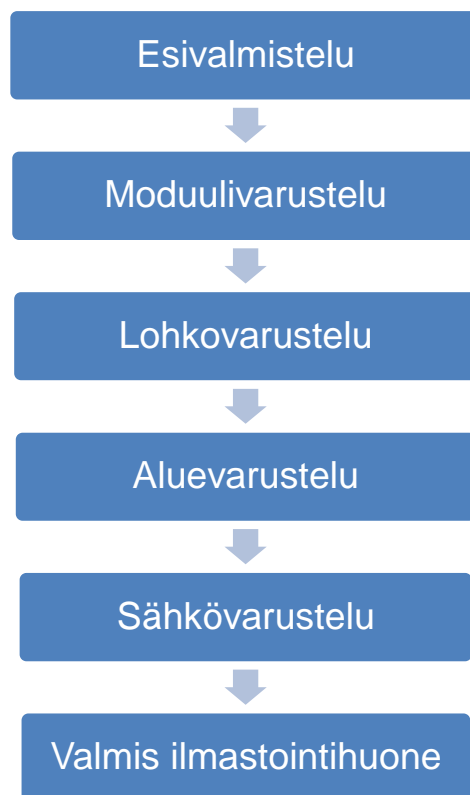 Esivalmistelu
Moduulivarustelu
Lohkovarustelu
Aluevarustelu
Sähkövarustelu
Valmis ilmastointihuone